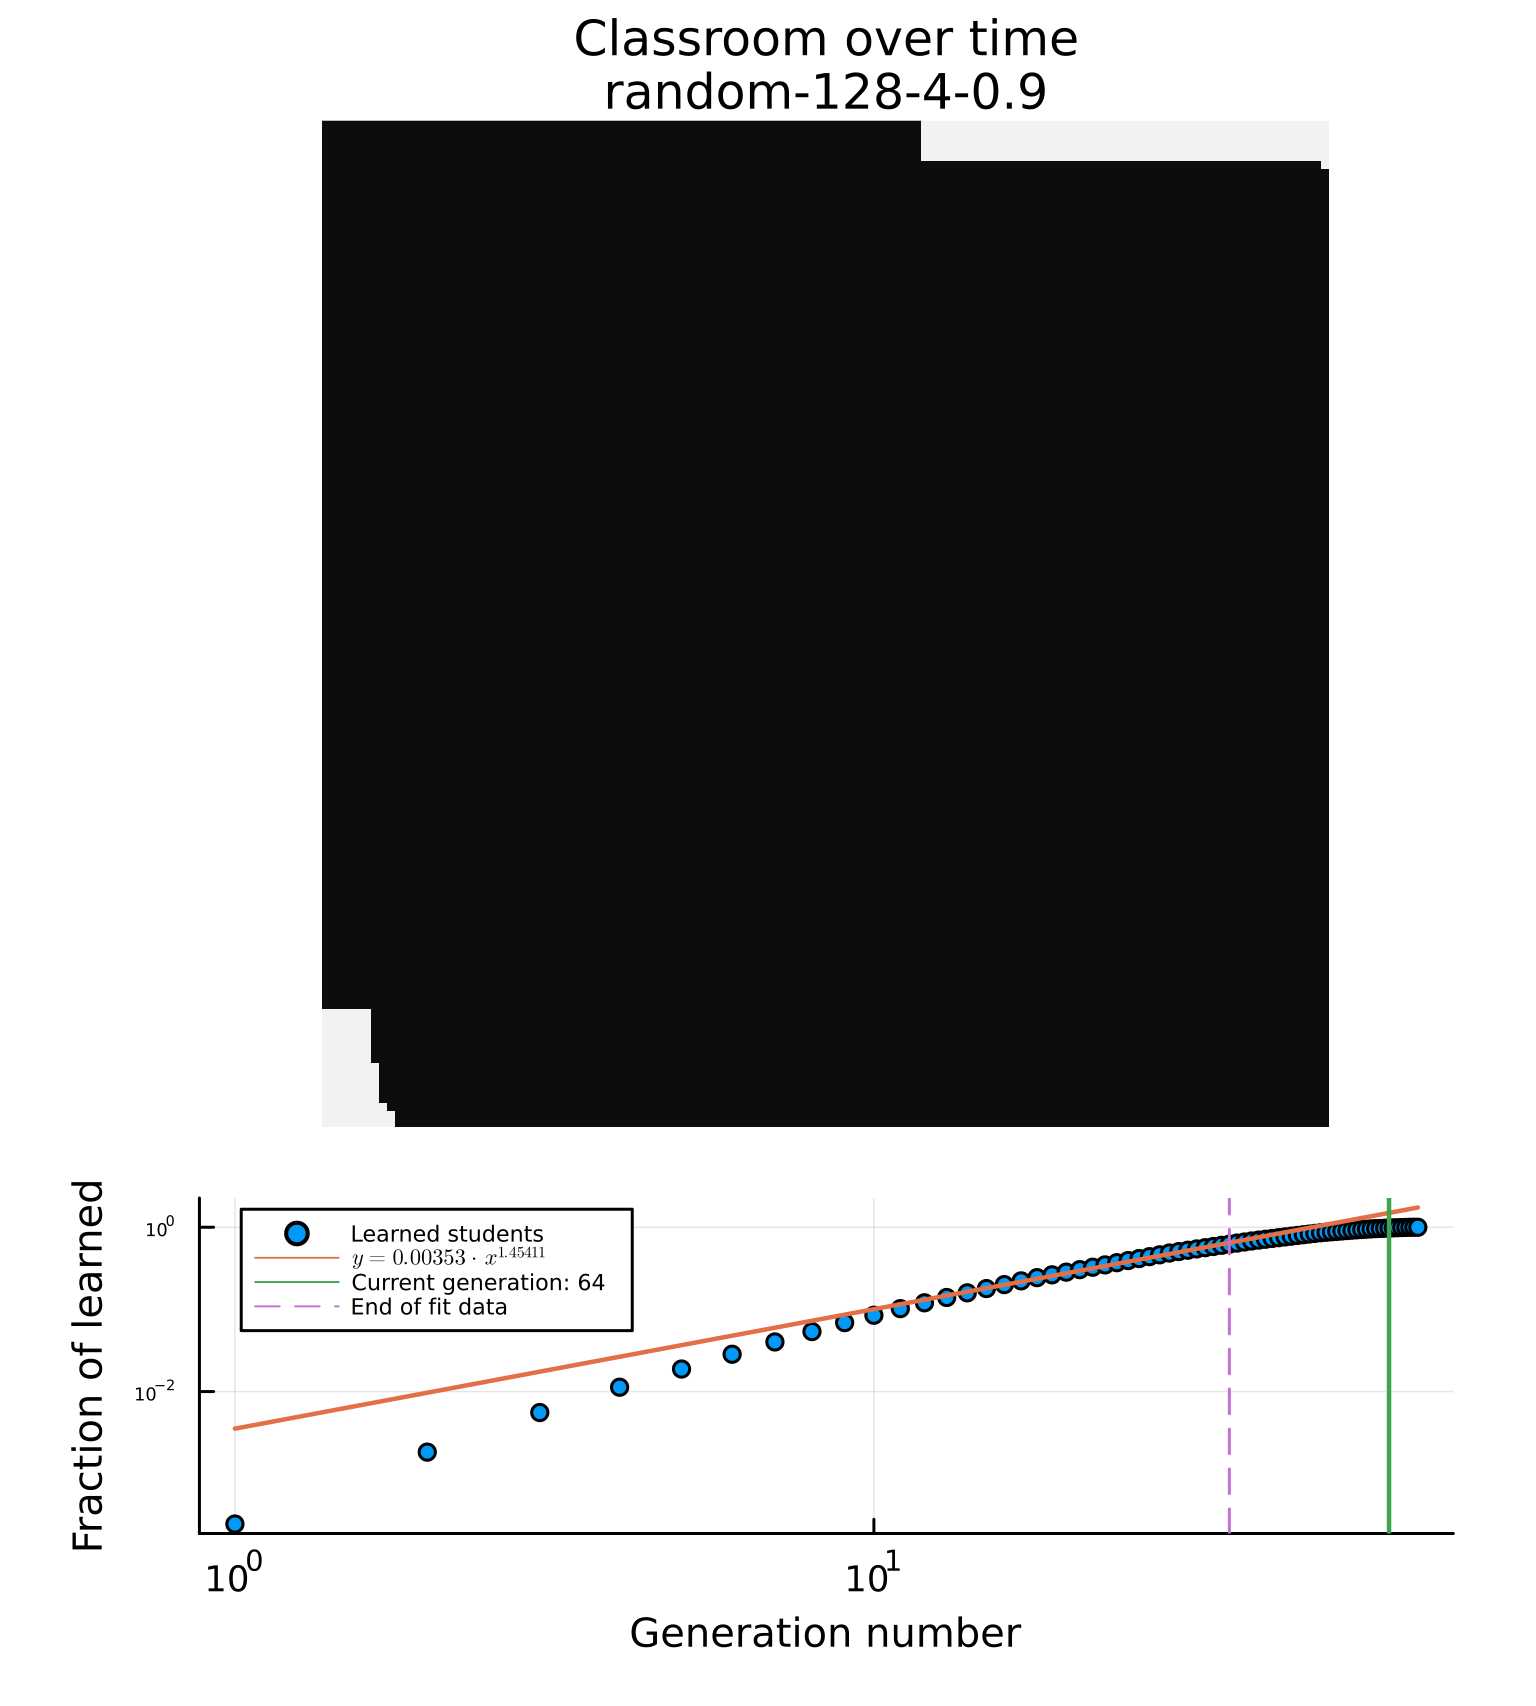 Classroom over time
random-128-4-0.9
Fraction of learned
10^0
10^-2
Learned students
y = 0.00353 · x^1.45411
Current generation: 64
End of fit data
10^0
10^1
Generation number